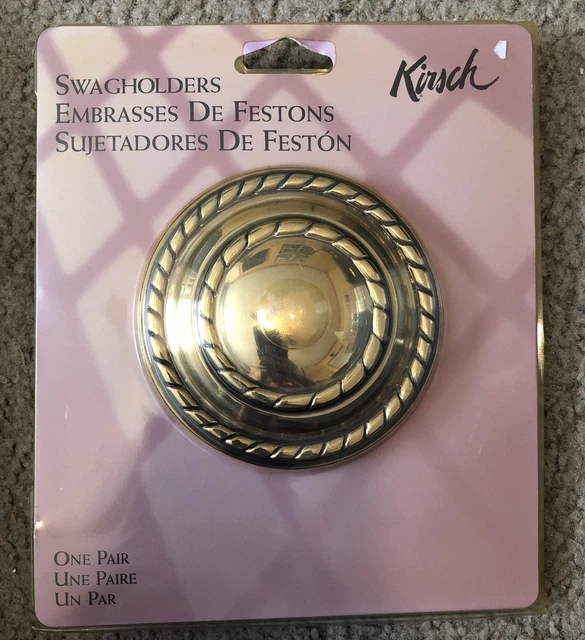 Kirsch
SWAGHOLDERS
EMBRASSES DE FESTONS
SUJETADORES DE FESTÓN
ONE PAIR
UNE PAIRE
UN PAR